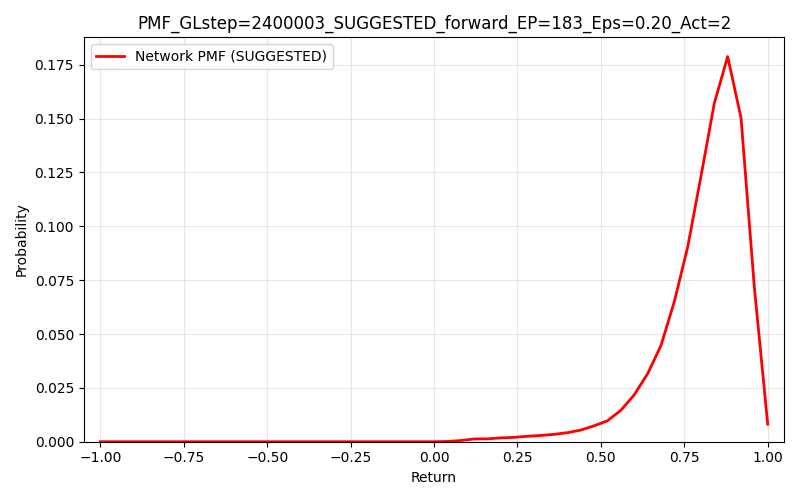 PMF_GLstep=2400003_SUGGESTED_forward_EP=183_Eps=0.20_Act=2
Network PMF (SUGGESTED)
0.175
0.150
0.125
0.100
0.075
0.050
0.025
0.000
Probability
−1.00 −0.75 −0.50 −0.25 0.00 0.25 0.50 0.75 1.00
Return